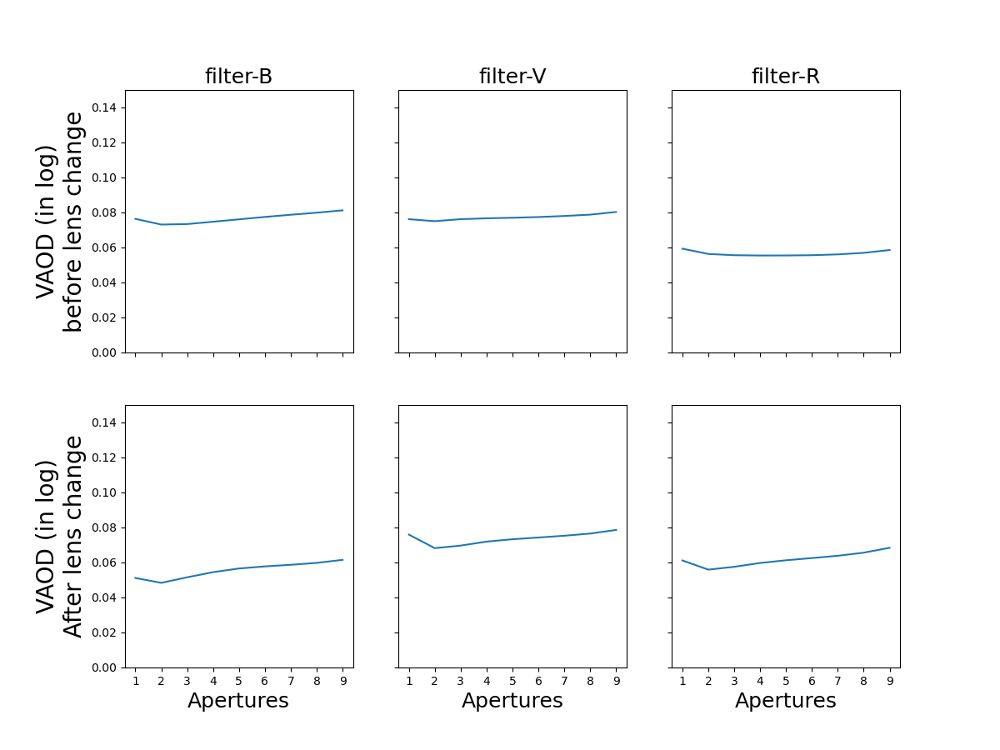 filter-B
filter-V
filter-R
VAOD (in log)
before lens change
0.14
0.12
0.10
0.08
0.06
0.04
0.02
0.00
VAOD (in log)
After lens change
0.14
0.12
0.10
0.08
0.06
0.04
0.02
0.00
1 2 3 4 5 6 7 8 9
1 2 3 4 5 6 7 8 9
1 2 3 4 5 6 7 8 9
Apertures
Apertures
Apertures